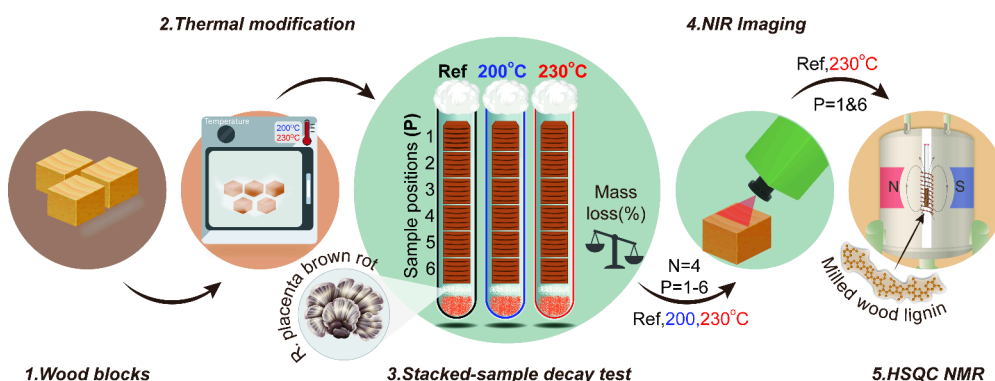 2.Thermal modification
4.NIR Imaging
Temperature
200°C
230°C
Ref 200°C 230°C
Sample positions (P)
1
2
3
4
5
6
Mass
loss(%)
R. placenta brown rot
N=4
P=1-6
Ref,200,230°C
Ref,230°C
P=1&6
N S
Milled wood lignin
1.Wood blocks
3.Stacked-sample decay test
5.HSQC NMR